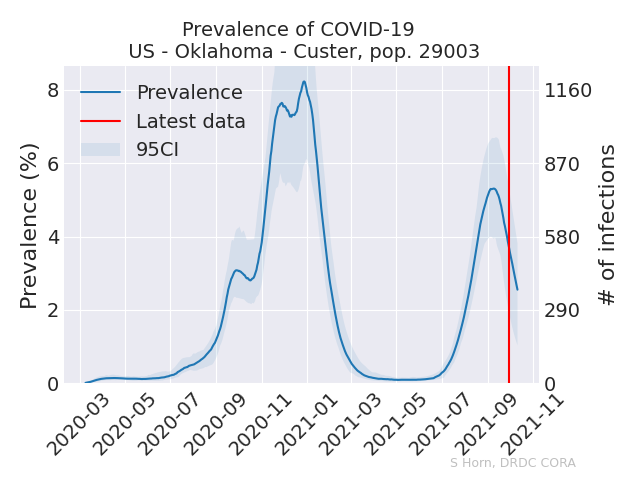 Prevalence of COVID-19
US - Oklahoma - Custer, pop. 29003
Prevalence
Latest data
95CI
Prevalence (%)
8
6
4
2
0
# of infections
1160
870
580
290
0
2020-03
2020-05
2020-07
2020-09
2020-11
2021-01
2021-03
2021-05
2021-07
2021-09
2021-11
S Horn, DRDC CORA